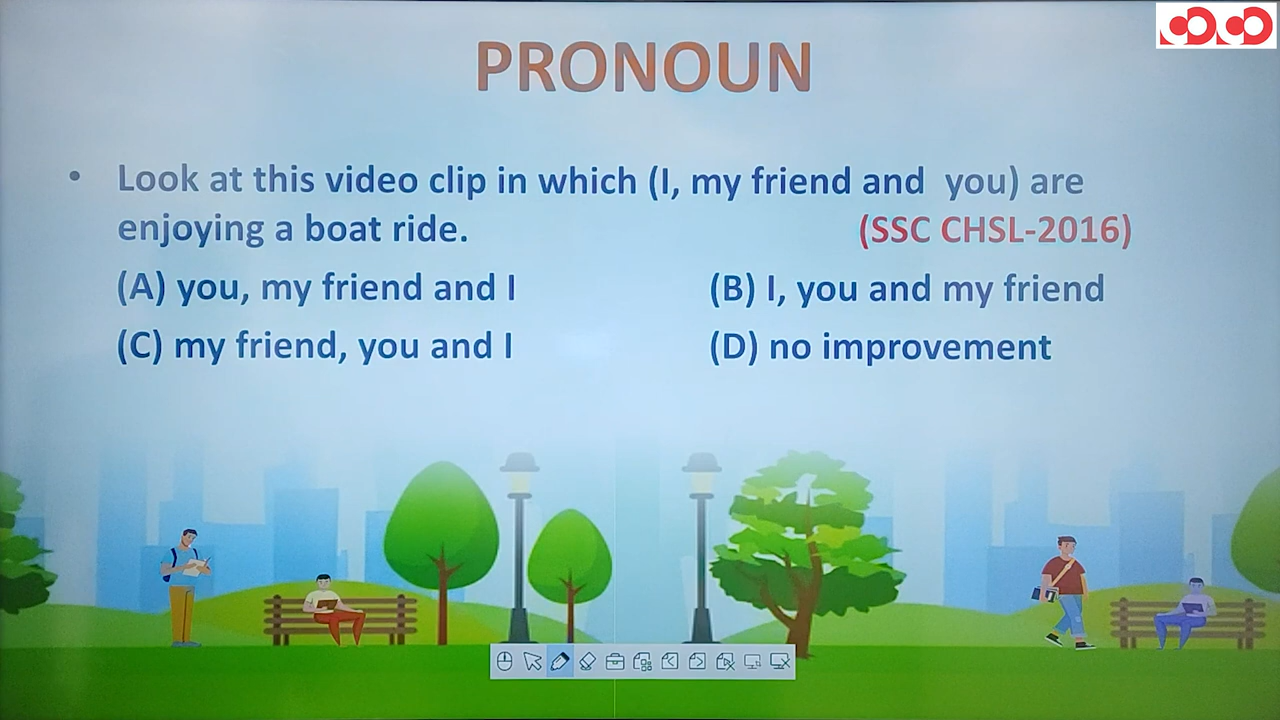 PRONOUN
• Look at this video clip in which (I, my friend and you) are
enjoying a boat ride. (SSC CHSL-2016)
(A) you, my friend and I (B) I, you and my friend
(C) my friend, you and I (D) no improvement